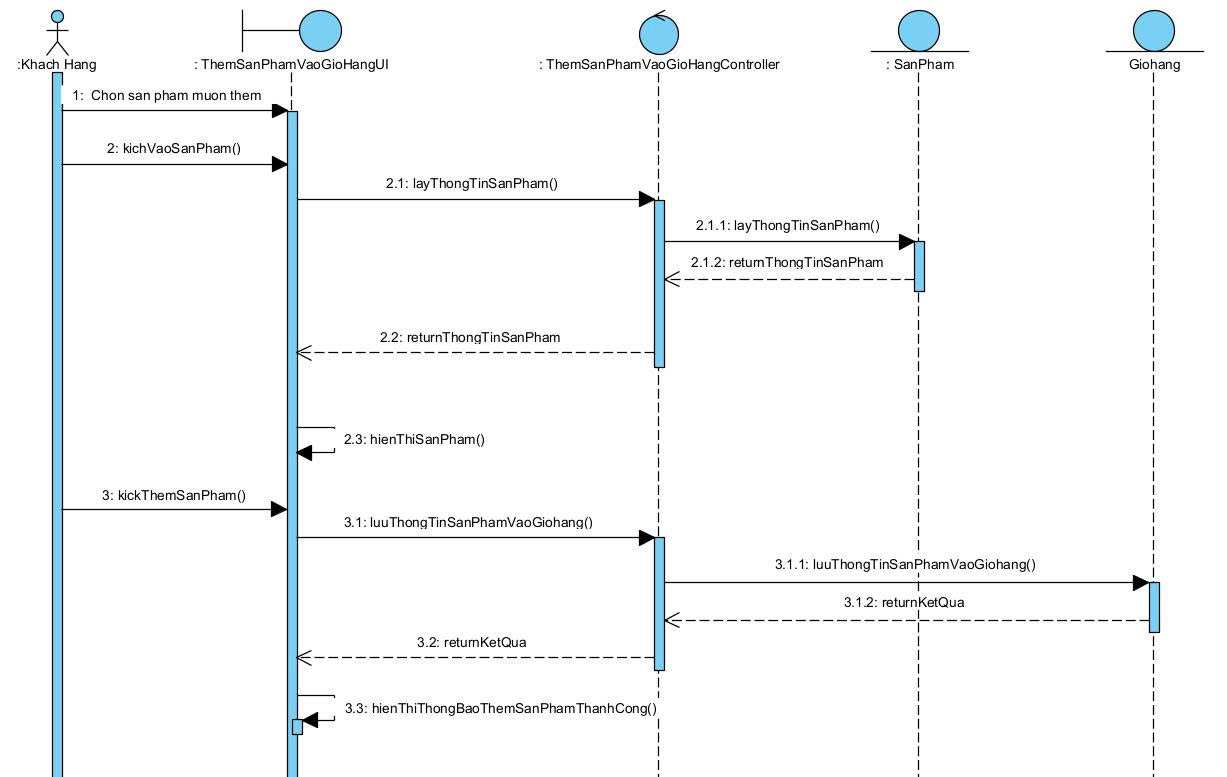 :Khach Hang
: ThemSanPhamVaoGioHangUI
: ThemSanPhamVaoGioHangController
: SanPham
Giohang
1: Chon san pham muon them
2: kichVaoSanPham()
2.1: layThongTinSanPham()
2.1.1: layThongTinSanPham()
2.1.2: returnThongTinSanPham
2.2: returnThongTinSanPham
2.3: hienThiSanPham()
3: kickThemSanPham()
3.1: luuThongTinSanPhamVaoGiohang()
3.1.1: luuThongTinSanPhamVaoGiohang()
3.1.2: returnKetQua
3.2: returnKetQua
3.3: hienThiThongBaoThemSanPhamThanhCong()